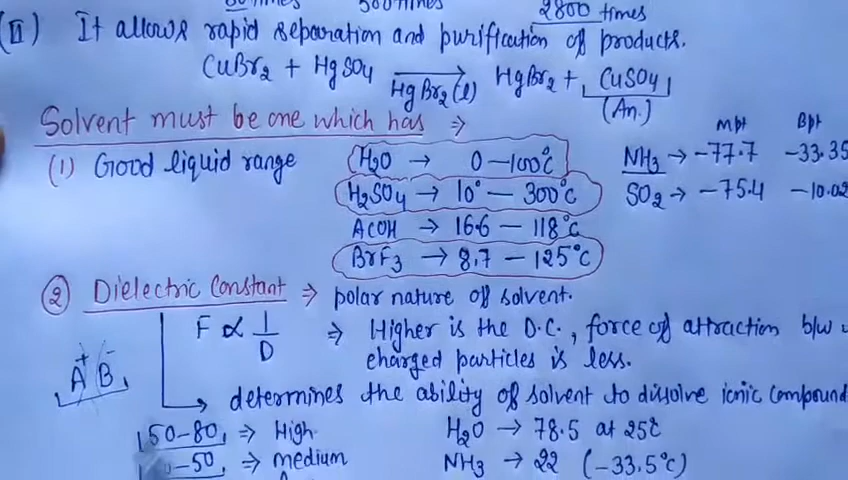 2800 times
(II) It allows rapid separation and purification of products.
CuBr₂ + HgSO₄ → HgBr₂ + CuSO₄
HgBr₂(l)
(An.)
Solvent must be one which has ⇒
(1) Good liquid range
H₂O → 0 — 100°C
H₂SO₄ → 10° — 300°C
ACOH → 16.6 — 118°C
BrF₃ → 8.7 — 125°C
Mpt Bpt
NH₃ → -77.7 -33.35
SO₂ → -75.4 -10.02
② Dielectric Constant ⇒ polar nature of solvent.
F ∝ 1/D ⇒ Higher is the D.C., force of attraction b/w
charged particles is less.
A⁺ B⁻
determines the ability of solvent to dissolve ionic compound
50-80 ⇒ High
H₂O → 78.5 at 25°C
-50 ⇒ medium
NH₃ → 22 (-33.5°C)